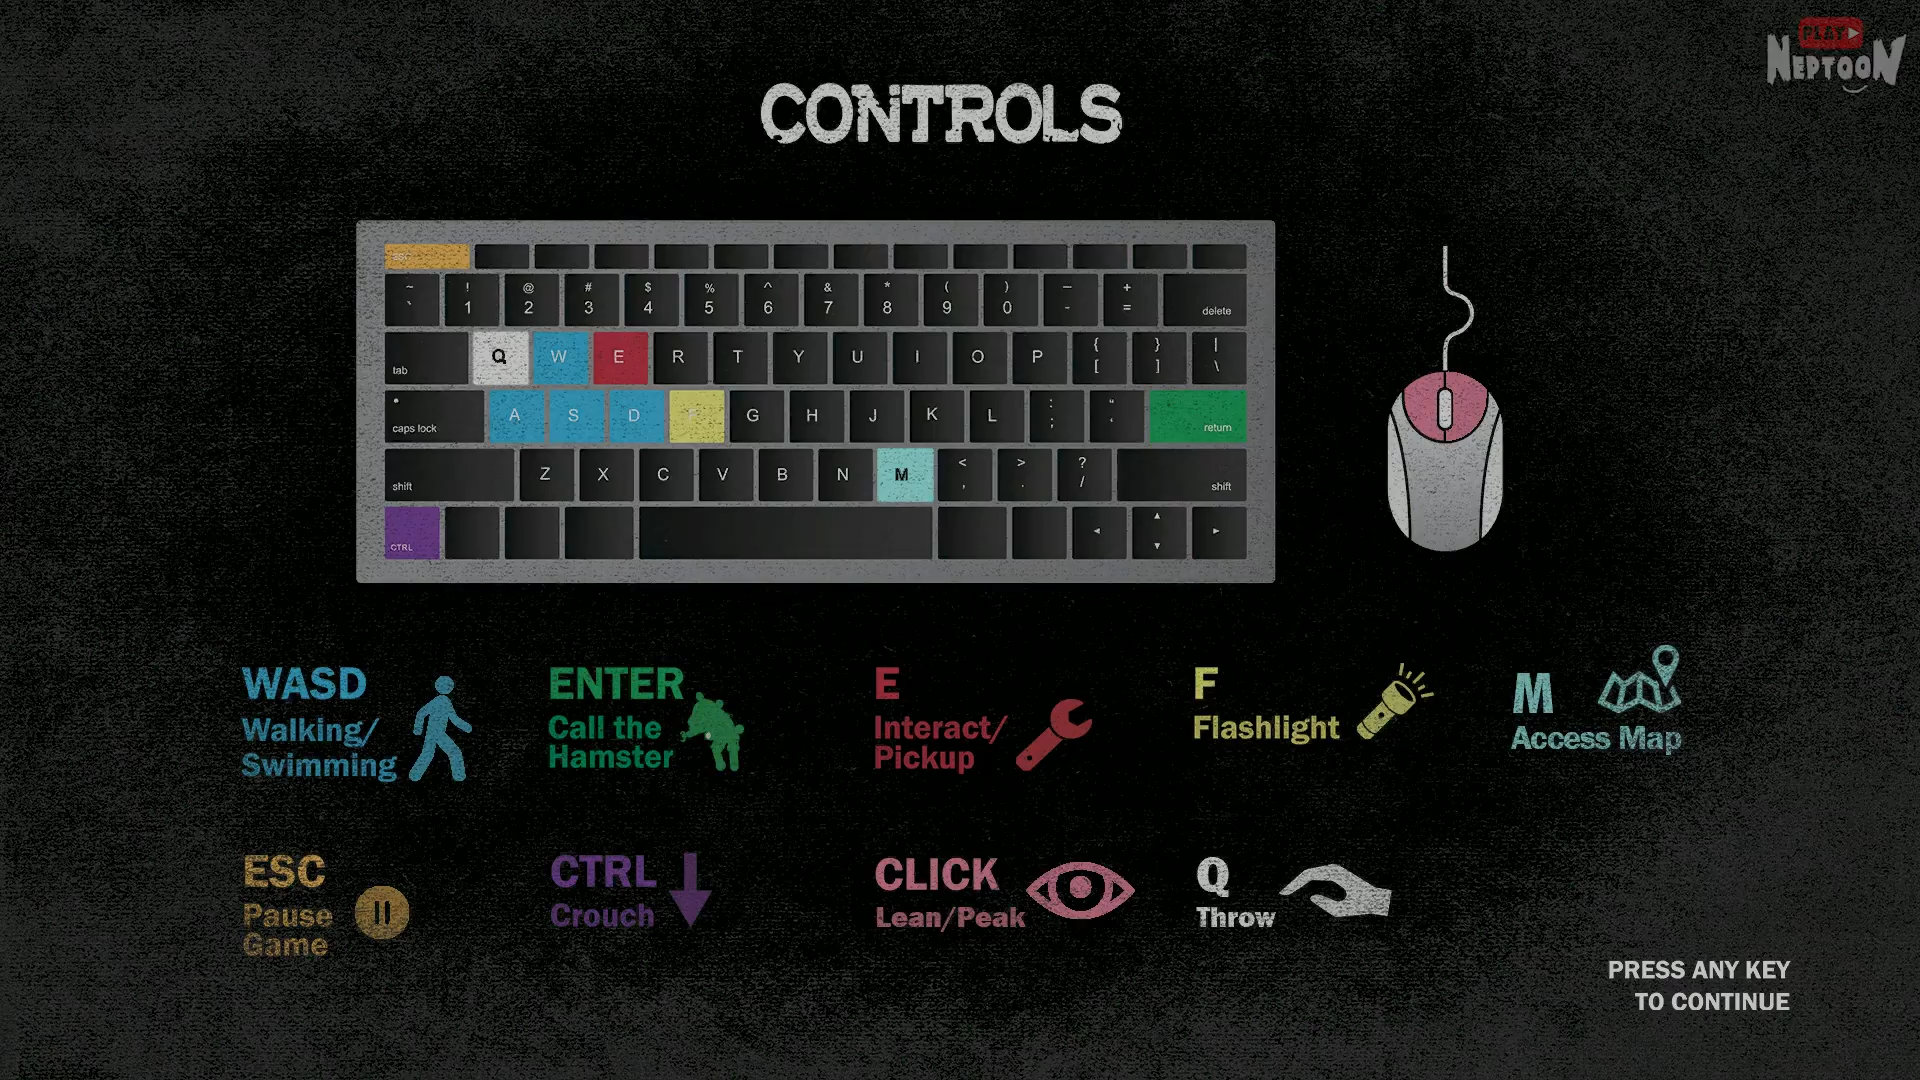 PLAY
NEPTOON
CONTROLS
esc
~ ! @ # $ % ^ & * ( ) — +
` 1 2 3 4 5 6 7 8 9 0 - = delete
tab Q W E R T Y U I O P { [ } ] | \
caps lock A S D F G H J K L : ; “ ‘ return
shift Z X C V B N M < , > . ? / shift
CTRL ◄ ▲ ▼ ►
WASD
Walking/
Swimming
ENTER
Call the
Hamster
E
Interact/
Pickup
F
Flashlight
M
Access Map
ESC
Pause
Game
CTRL
Crouch
CLICK
Lean/Peak
Q
Throw
PRESS ANY KEY
TO CONTINUE